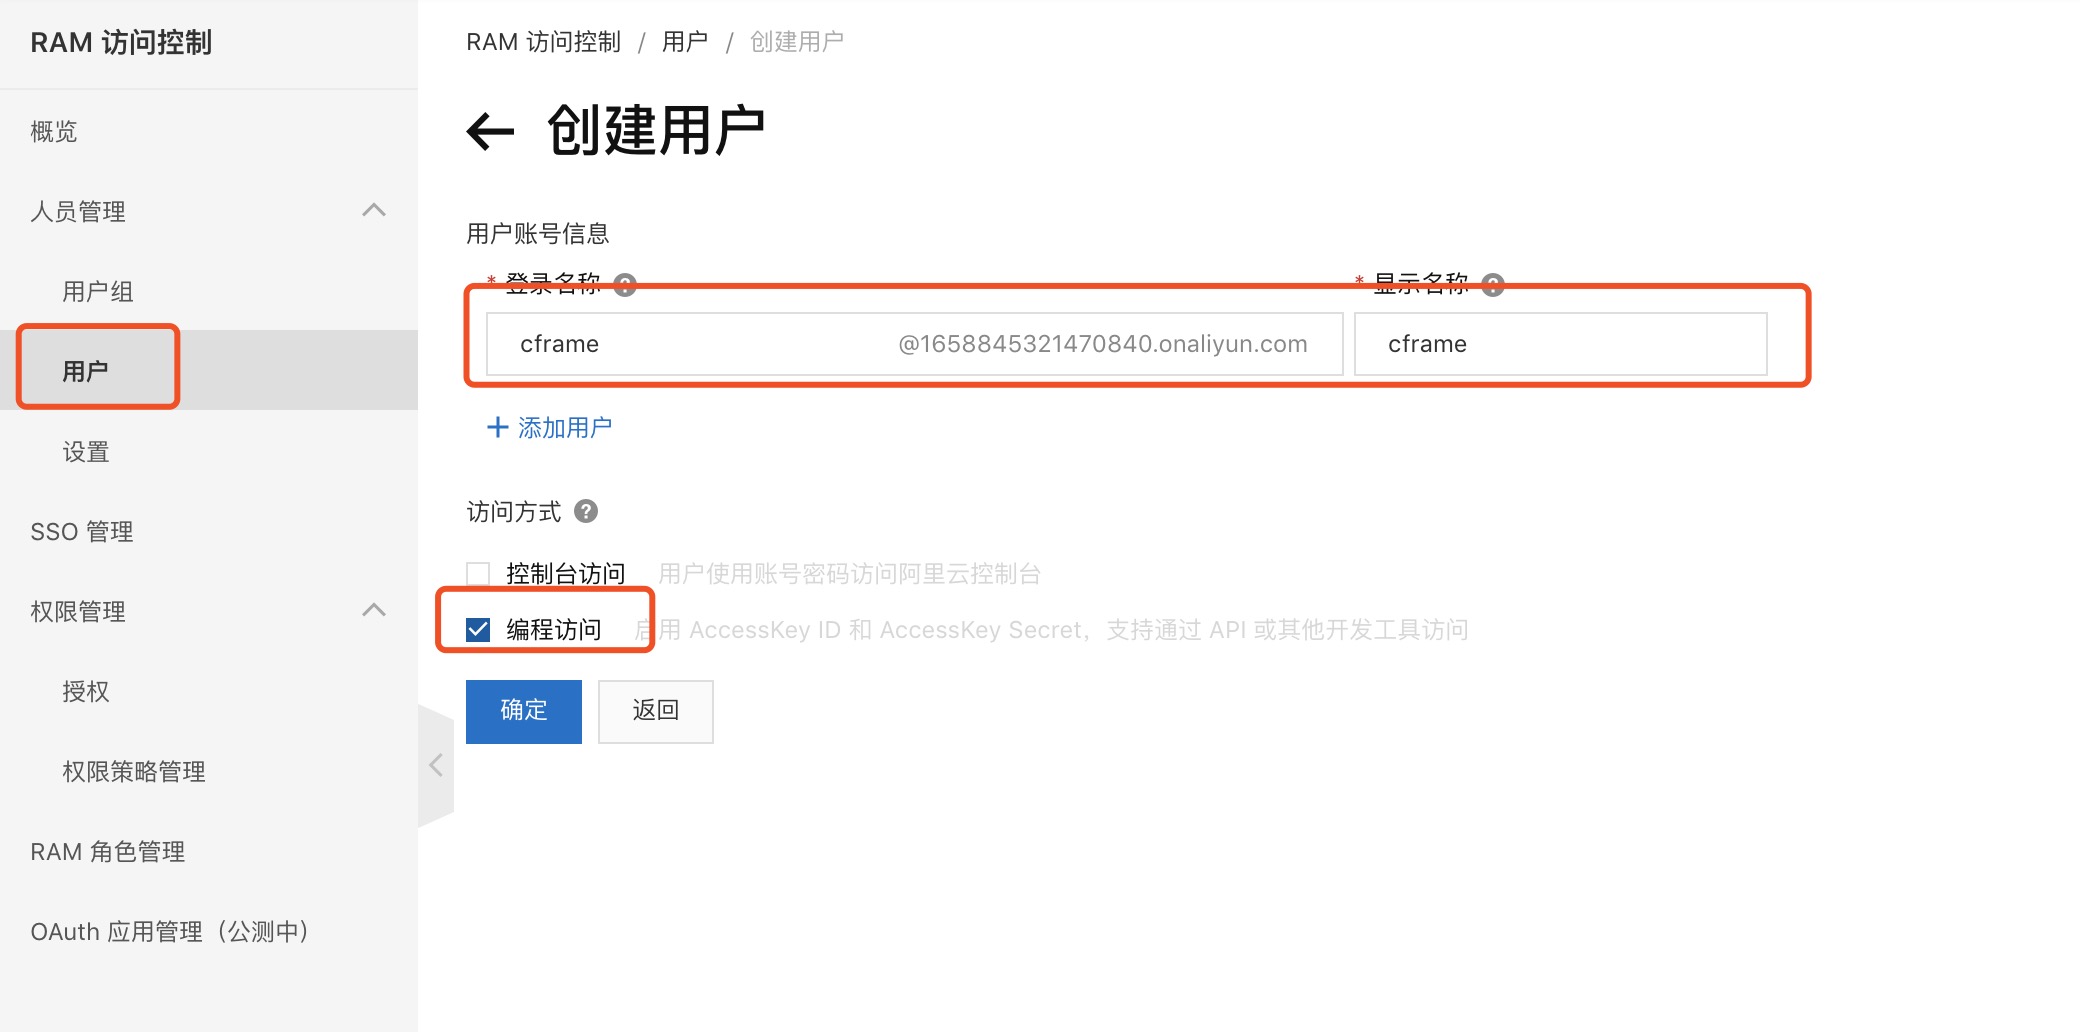 RAM 访问控制
概览
人员管理
用户组
用户
设置
SSO 管理
权限管理
授权
权限策略管理
RAM 角色管理
OAuth 应用管理（公测中）
RAM 访问控制 / 用户 / 创建用户
创建用户
用户账号信息
* 登录名称 ? * 显示名称 ?
cframe @1658845321470840.onaliyun.com cframe
+ 添加用户
访问方式 ?
控制台访问 用户使用账号密码访问阿里云控制台
编程访问 启用 AccessKey ID 和 AccessKey Secret，支持通过 API 或其他开发工具访问
确定 返回